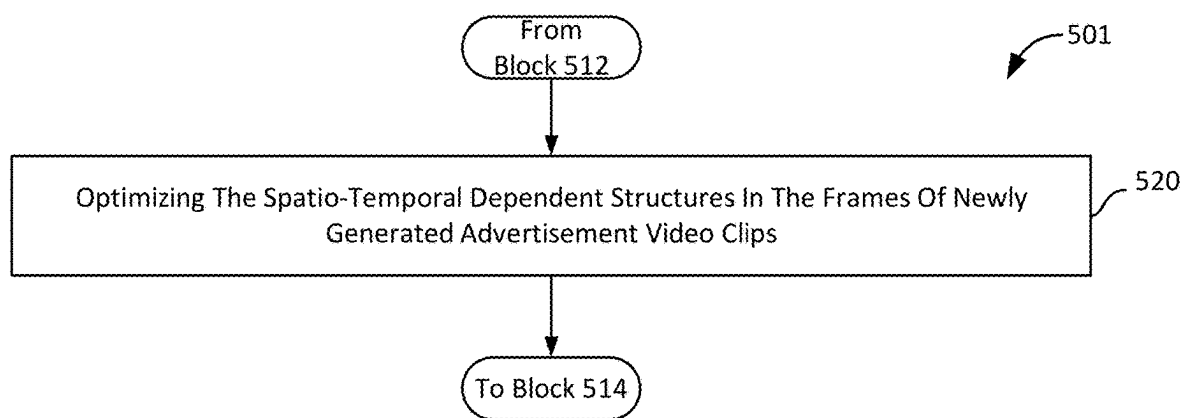 From
Block 512
501
Optimizing The Spatio-Temporal Dependent Structures In The Frames Of Newly
Generated Advertisement Video Clips
520
To Block 514